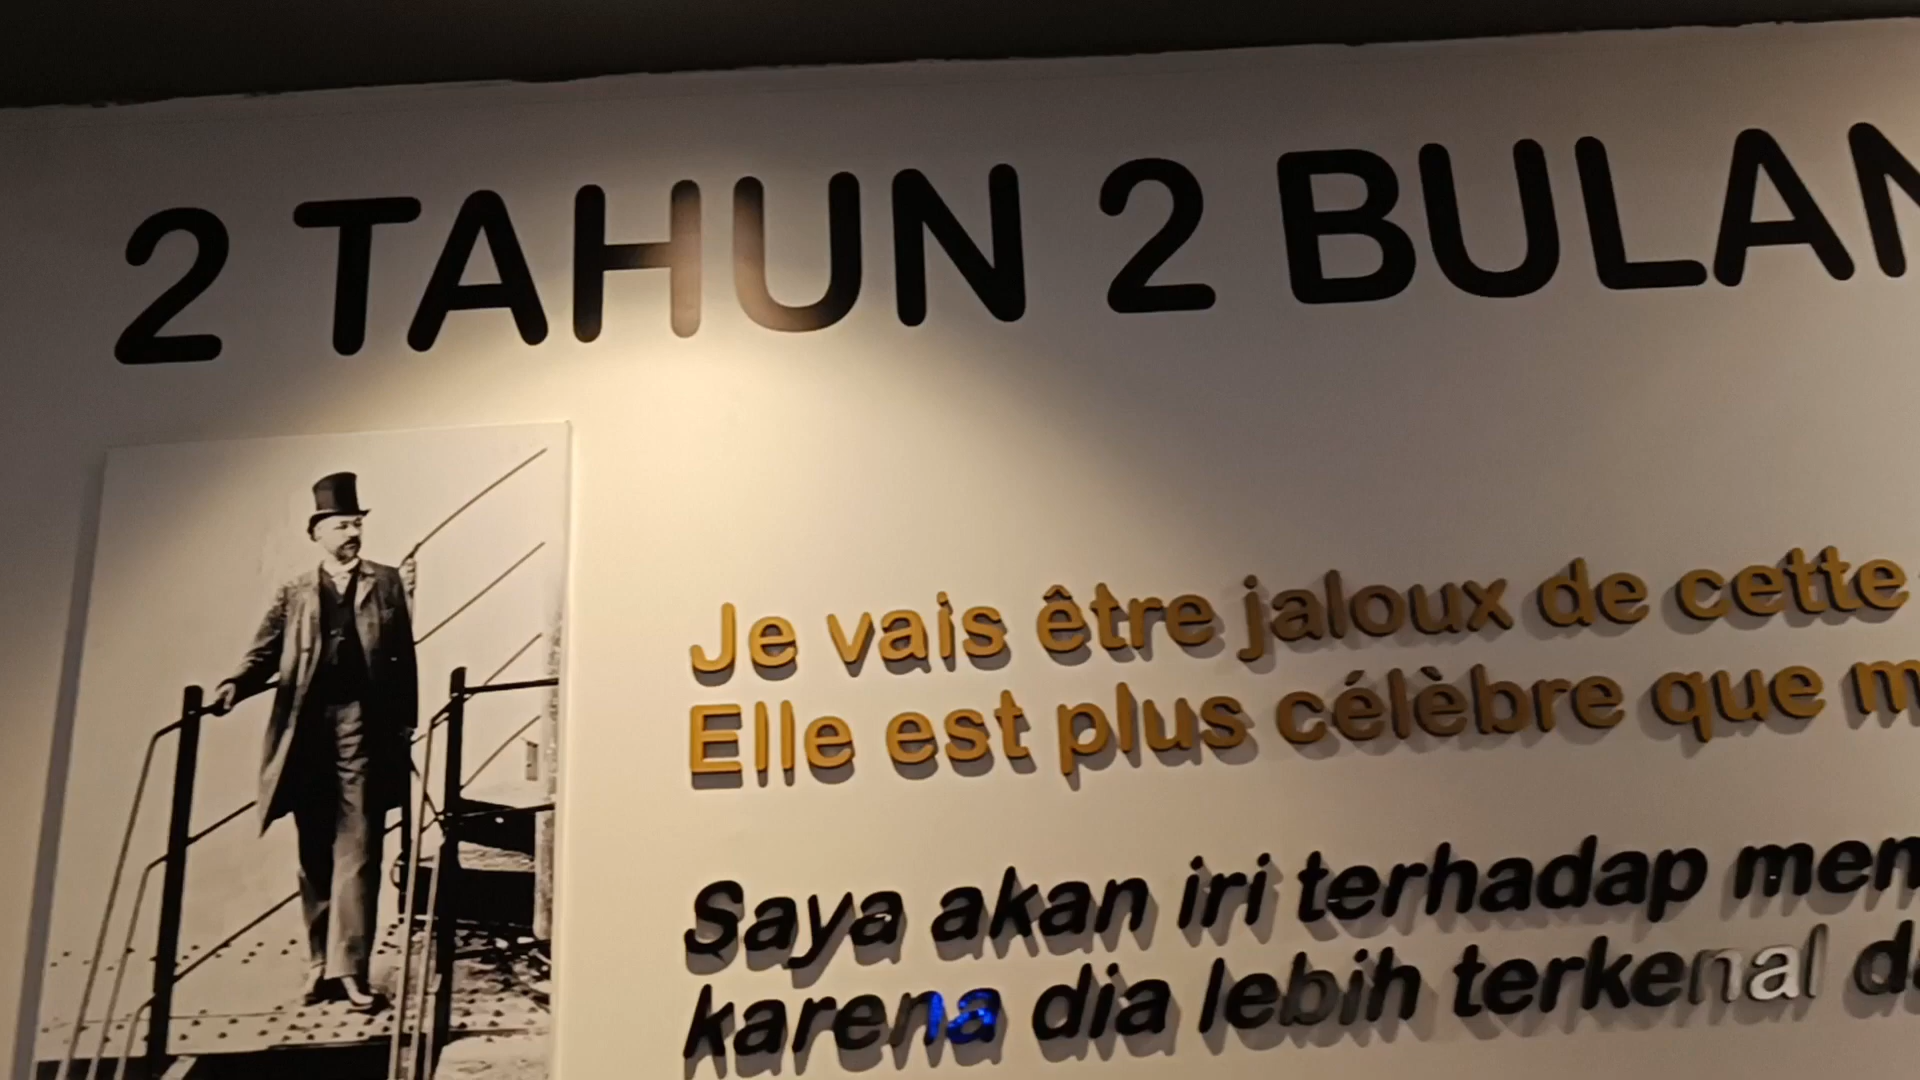 2 TAHUN 2 BULAN
Je vais être jaloux de cette
Elle est plus célèbre que
Saya akan iri terhadap
karena dia lebih terkenal